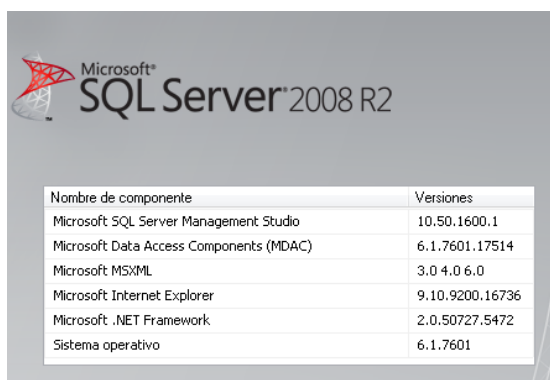 Microsoft®
SQL Server® 2008 R2
Nombre de componente Versiones
Microsoft SQL Server Management Studio 10.50.1600.1
Microsoft Data Access Components (MDAC) 6.1.7601.17514
Microsoft MSXML 3.0 4.0 6.0
Microsoft Internet Explorer 9.10.9200.16736
Microsoft .NET Framework 2.0.50727.5472
Sistema operativo 6.1.7601